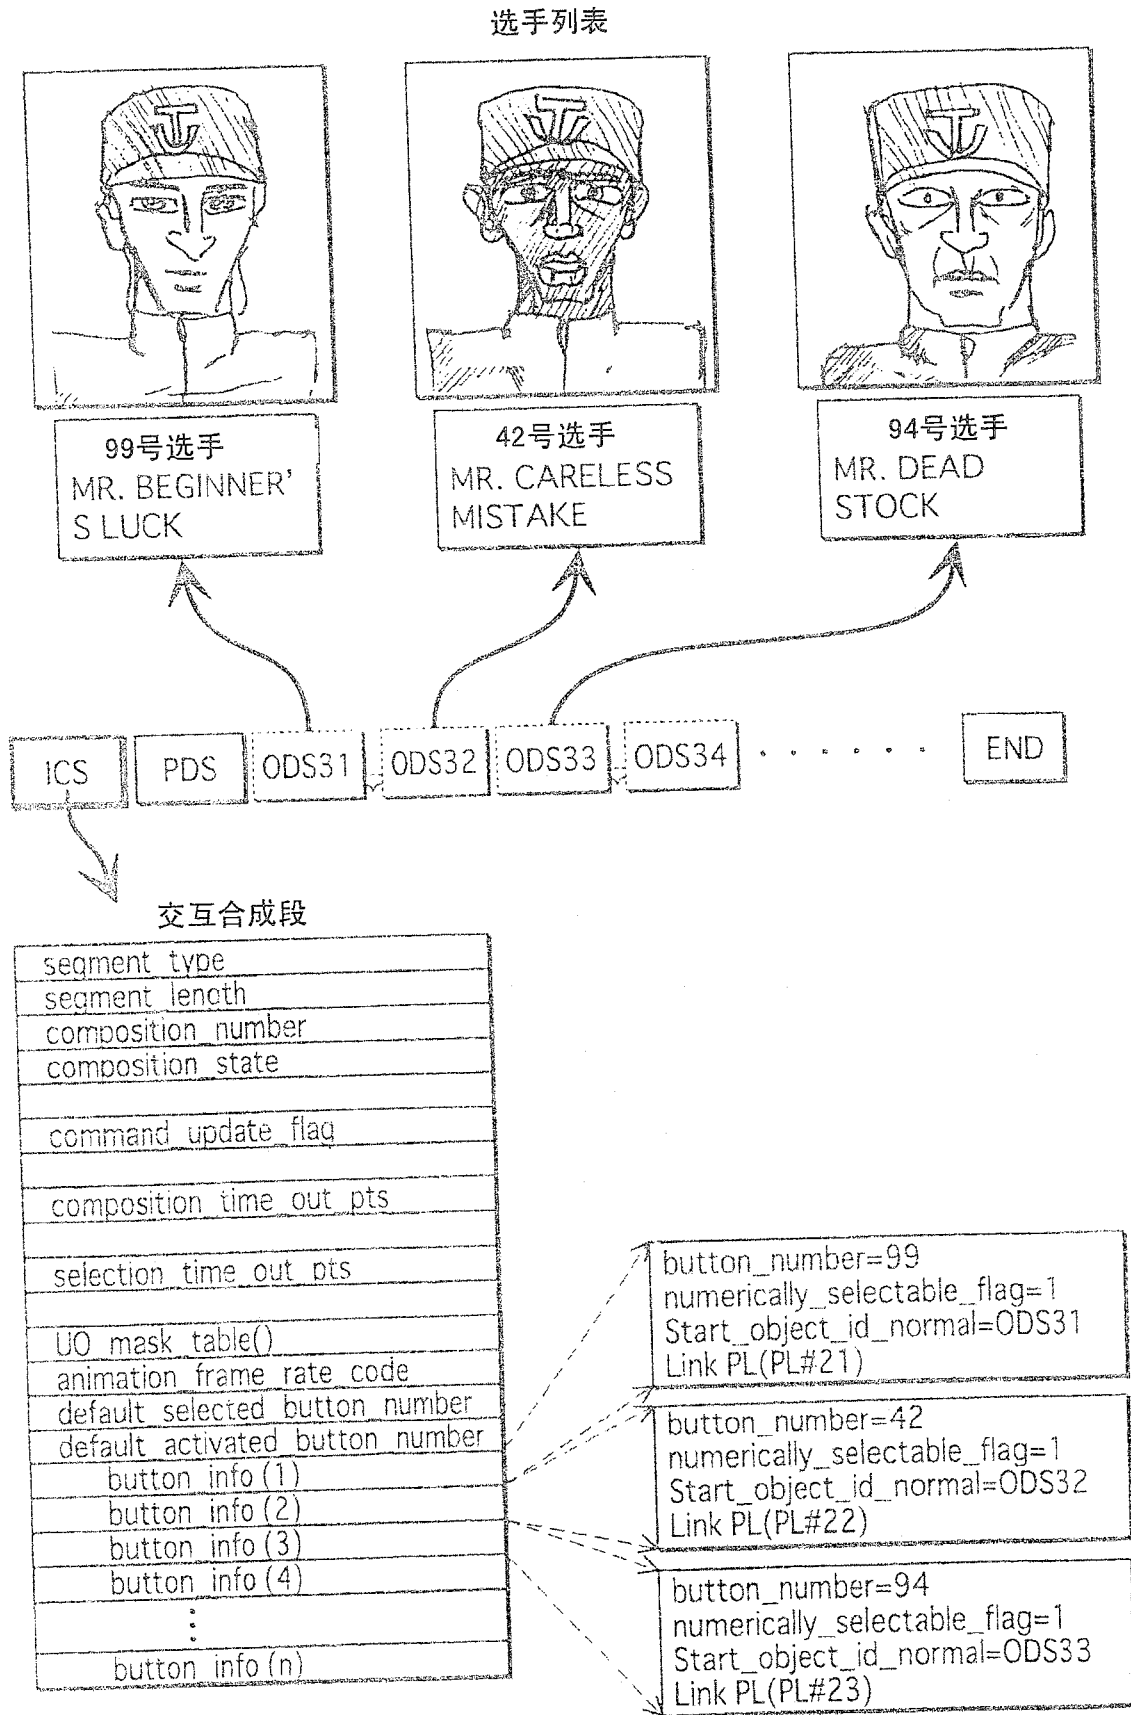 选手列表
99号选手
MR. BEGINNER'
S LUCK
42号选手
MR. CARELESS
MISTAKE
94号选手
MR. DEAD
STOCK
ICS
PDS
ODS31
ODS32
ODS33
ODS34
END
交互合成段
segment_type
segment_length
composition_number
composition_state
command_update_flag
composition_time_out_pts
selection_time_out_pts
UO_mask_table()
animation_frame_rate_code
default_selected_button_number
default_activated_button_number
button_info(1)
button_info(2)
button_info(3)
button_info(4)
button_info(n)
button_number=99
numerically_selectable_flag=1
Start_object_id_normal=ODS31
Link PL(PL#21)
button_number=42
numerically_selectable_flag=1
Start_object_id_normal=ODS32
Link PL(PL#22)
button_number=94
numerically_selectable_flag=1
Start_object_id_normal=ODS33
Link PL(PL#23)